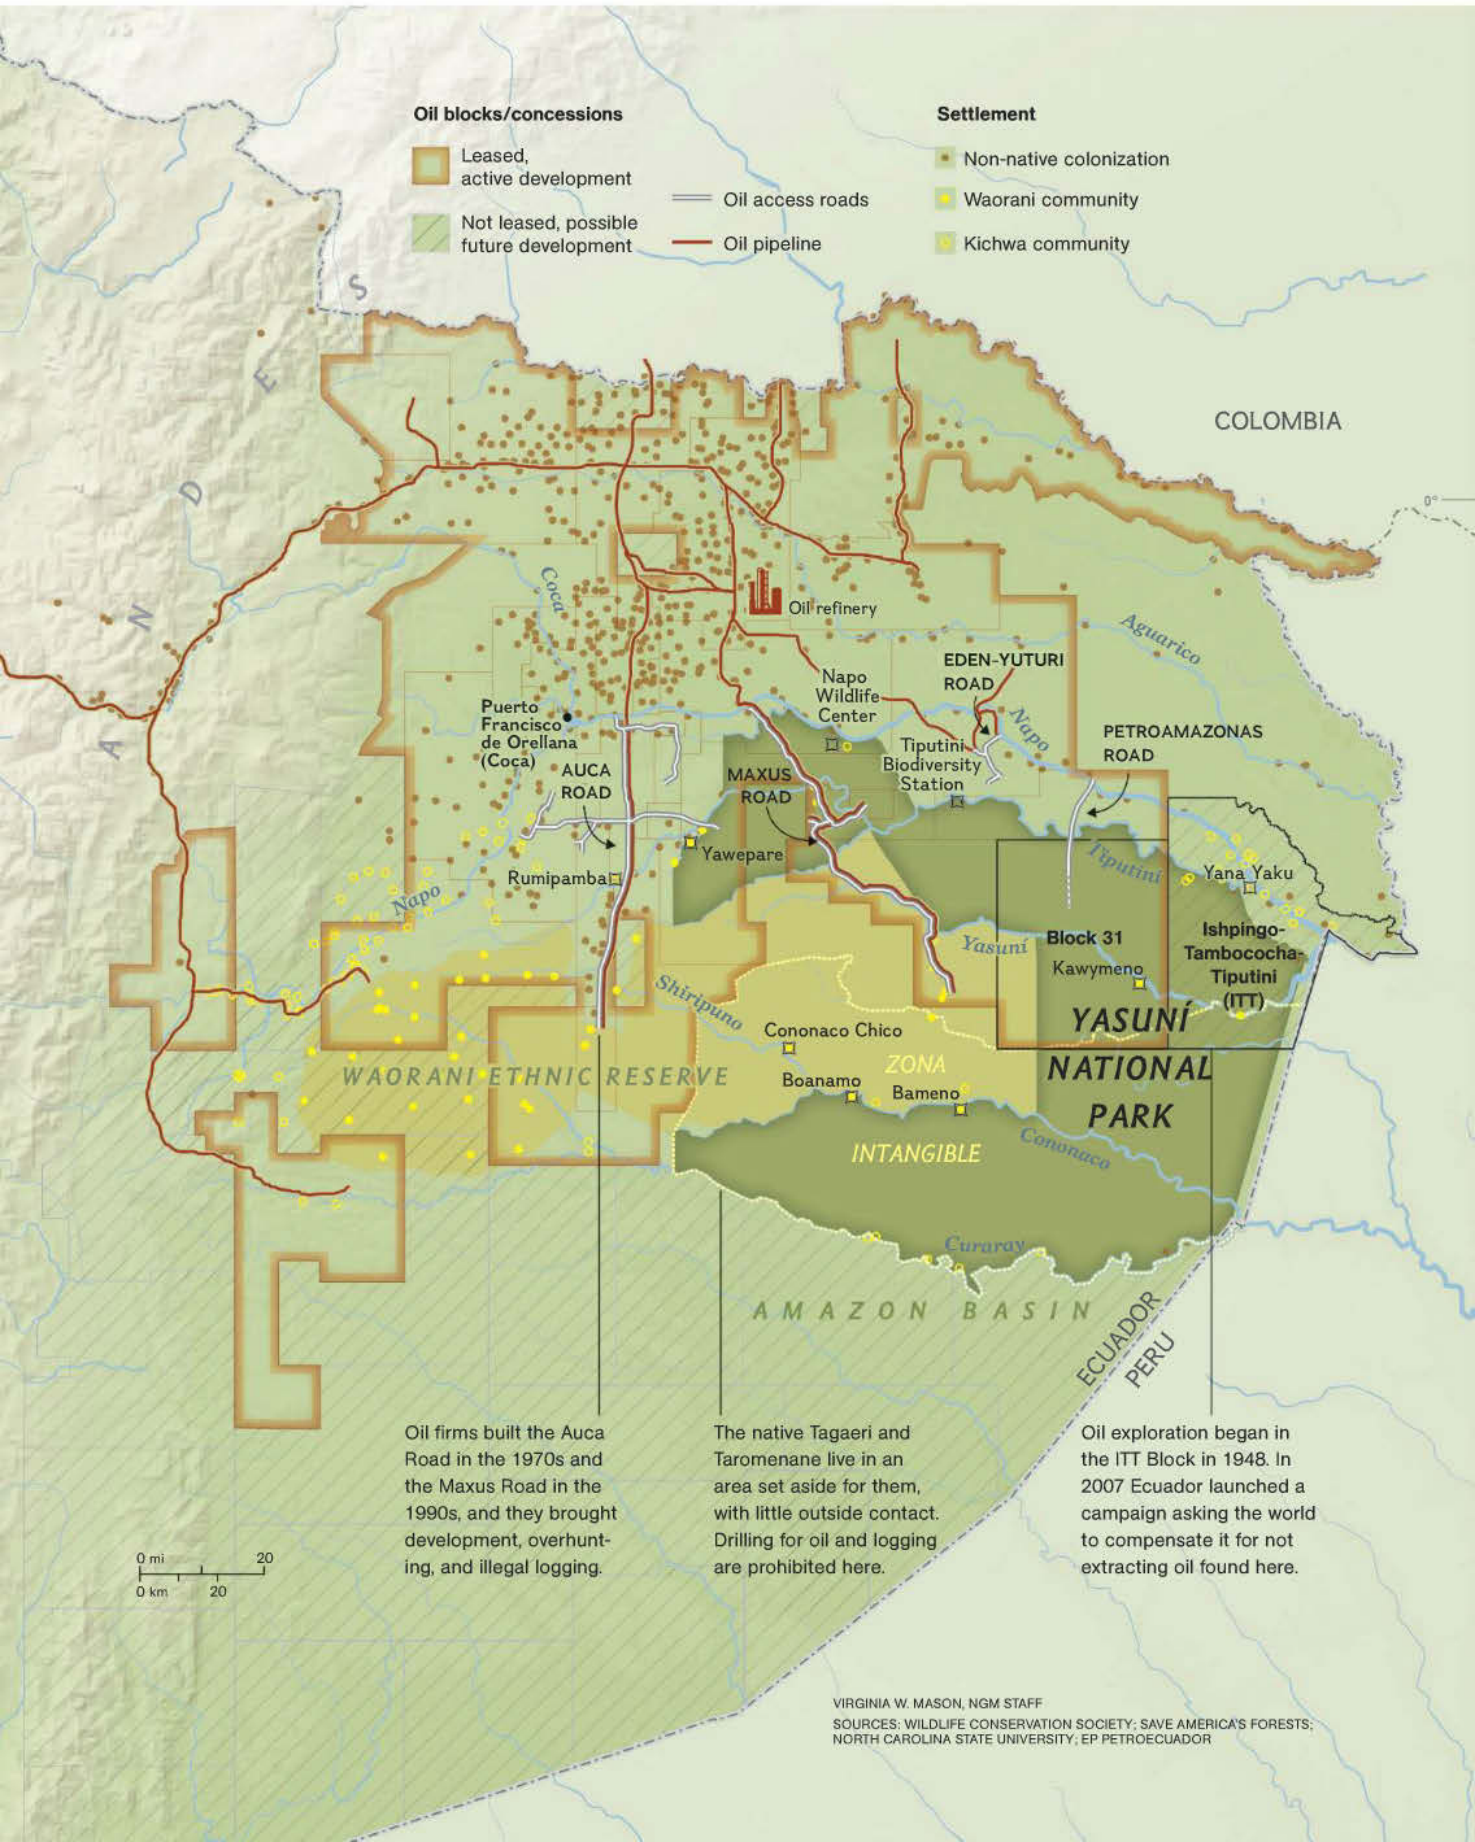 Oil blocks/concessions
Leased,
active development
Not leased, possible
future development
Oil access roads
Oil pipeline
Settlement
Non-native colonization
Waorani community
Kichwa community
ANDES
COLOMBIA
0°
Coca
Oil refinery
Aguarico
EDEN-YUTURI
ROAD
Napo
Wildlife
Center
Napo
Puerto
Francisco
de Orellana
(Coca)
PETROAMAZONAS
ROAD
Tiputini
Biodiversity
Station
AUCA
ROAD
MAXUS
ROAD
Yawepare
Tiputini
Rumipamba
Yana Yaku
Napo
Ishpingo-
Tambococha-
Tiputini
(ITT)
Block 31
Yasuní
Kawymeno
Shiripuno
YASUNÍ
NATIONAL
PARK
Cononaco Chico
ZONA
INTANGIBLE
WAORANI ETHNIC RESERVE
Boanamo
Bameno
Cononaco
Curaray
AMAZON BASIN
ECUADOR
PERU
Oil firms built the Auca
Road in the 1970s and
the Maxus Road in the
1990s, and they brought
development, overhunt-
ing, and illegal logging.
The native Tagaeri and
Taromenane live in an
area set aside for them,
with little outside contact.
Drilling for oil and logging
are prohibited here.
Oil exploration began in
the ITT Block in 1948. In
2007 Ecuador launched a
campaign asking the world
to compensate it for not
extracting oil found here.
0 mi 20
0 km 20
VIRGINIA W. MASON, NGM STAFF
SOURCES: WILDLIFE CONSERVATION SOCIETY; SAVE AMERICA'S FORESTS;
NORTH CAROLINA STATE UNIVERSITY; EP PETROECUADOR